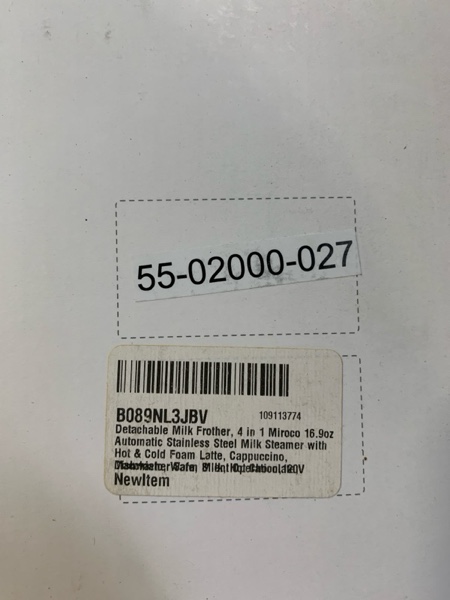 55-02000-027
B089NL3JBV 109113774
Detachable Milk Frother, 4 in 1 Miroco 16.9oz
Automatic Stainless Steel Milk Steamer with
Hot & Cold Foam Latte, Cappuccino,
NewItem